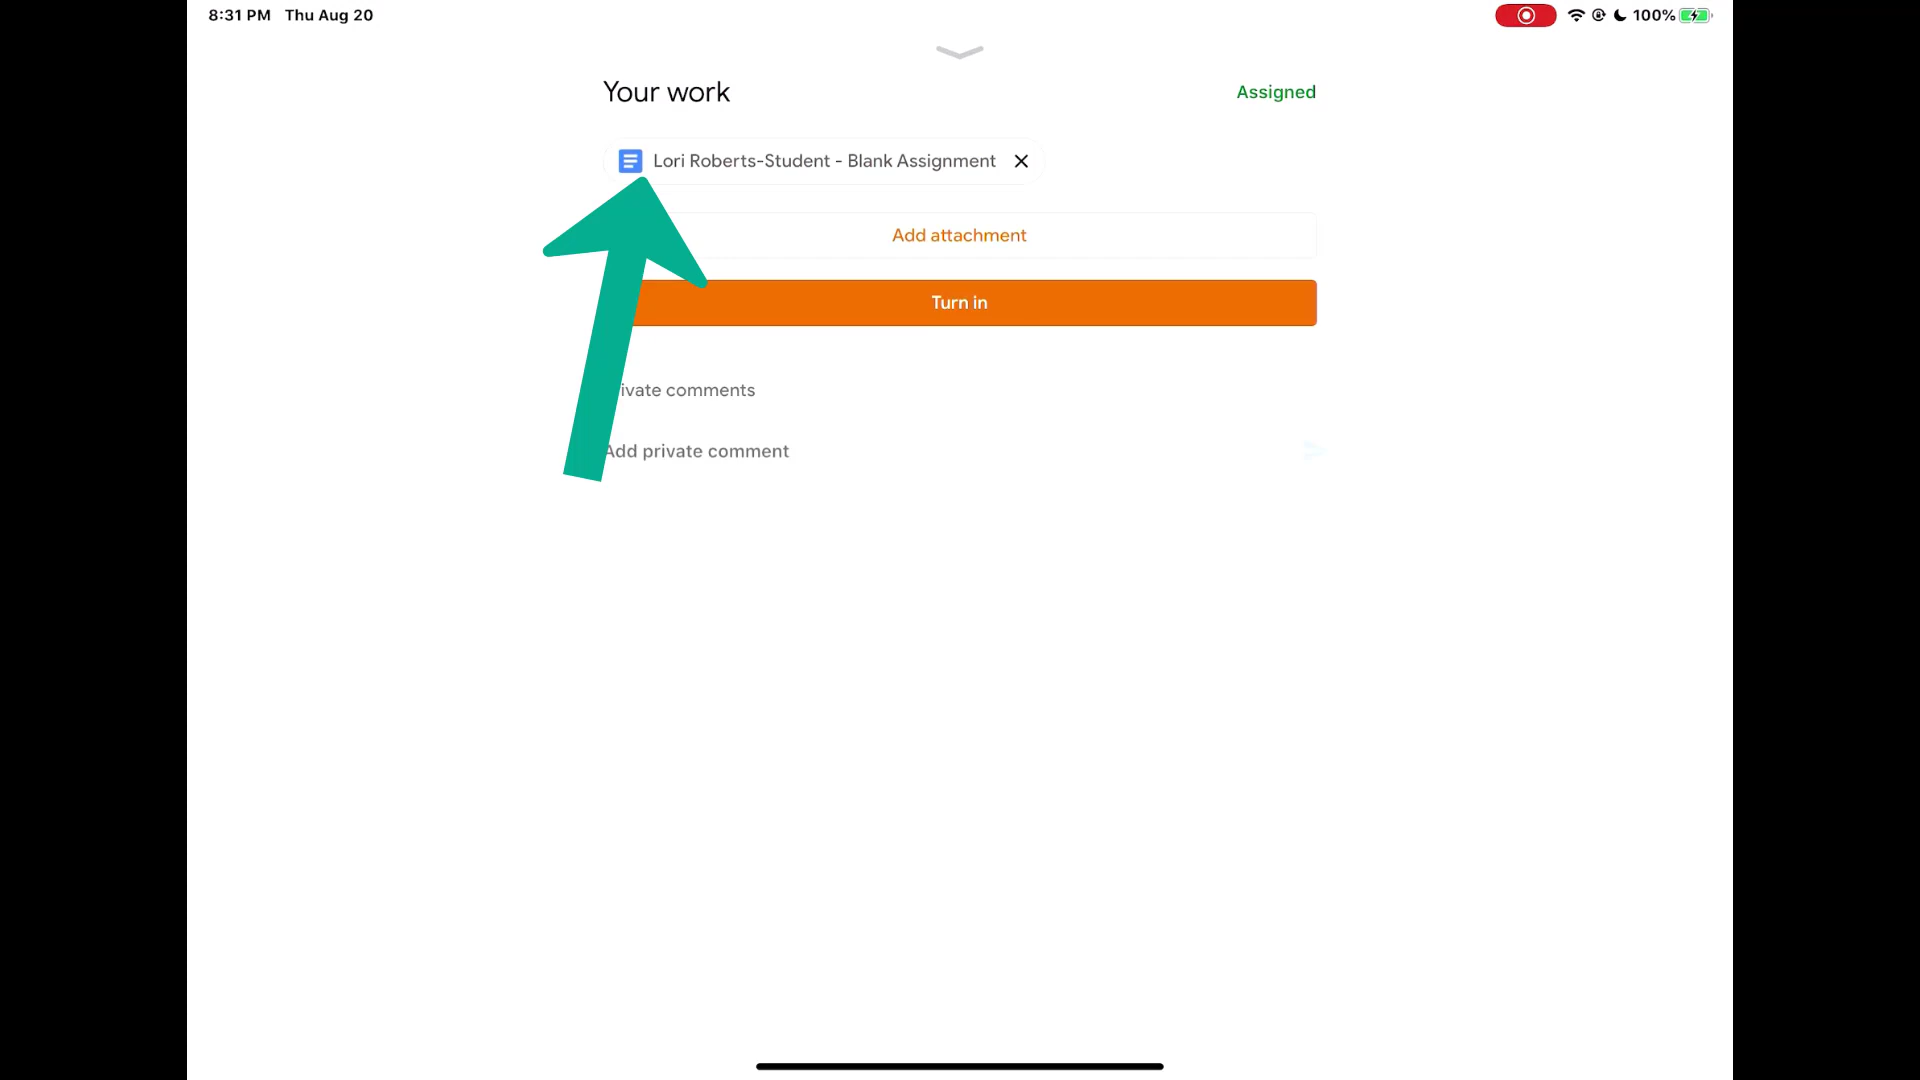 8:31 PM Thu Aug 20
100%
Your work
Assigned
Lori Roberts-Student - Blank Assignment
Add attachment
Turn in
ivate comments
Add private comment